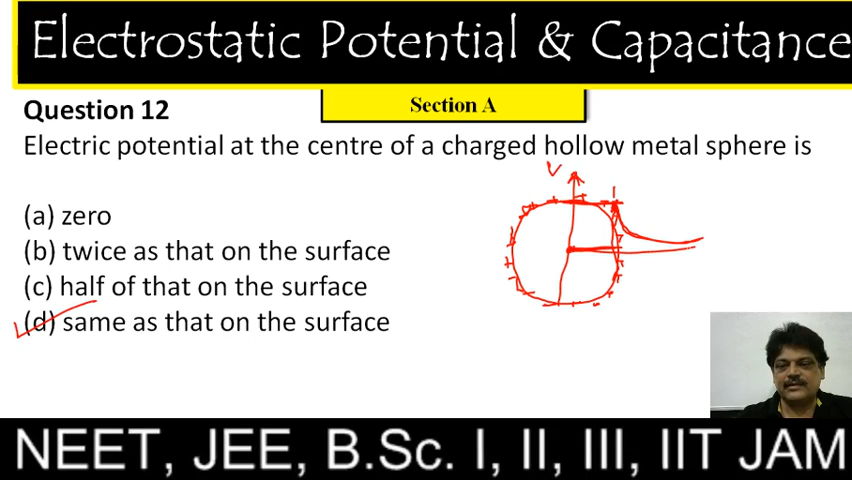 Electrostatic Potential & Capacitance
Section A
Question 12
Electric potential at the centre of a charged hollow metal sphere is
V
(a) zero
(b) twice as that on the surface
(c) half of that on the surface
(d) same as that on the surface
NEET, JEE, B.Sc. I, II, III, IIT JAM